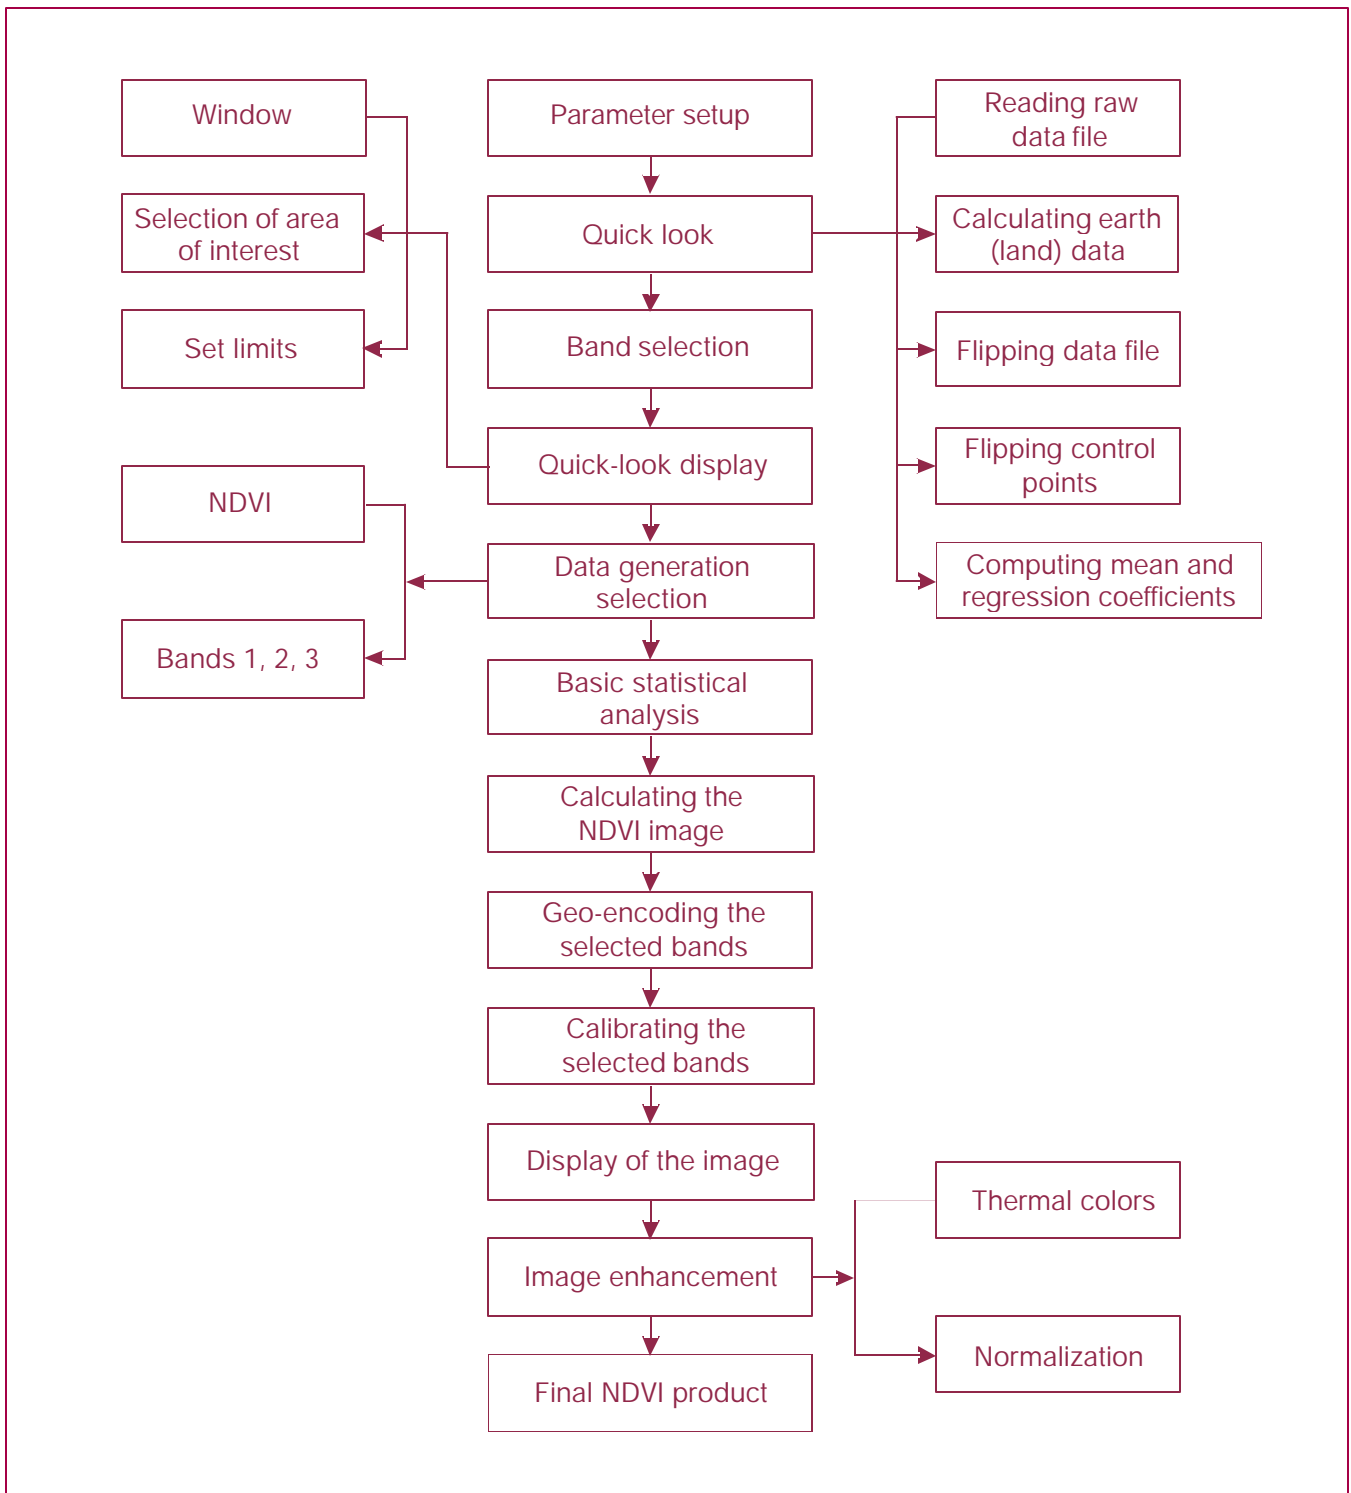 Window
Parameter setup
Reading raw
data file
Selection of area
of interest
Quick look
Calculating earth
(land) data
Set limits
Band selection
Flipping data file
NDVI
Quick-look display
Flipping control
points
Data generation
selection
Computing mean and
regression coefficients
Bands 1, 2, 3
Basic statistical
analysis
Calculating the
NDVI image
Geo-encoding the
selected bands
Calibrating the
selected bands
Display of the image
Thermal colors
Image enhancement
Normalization
Final NDVI product